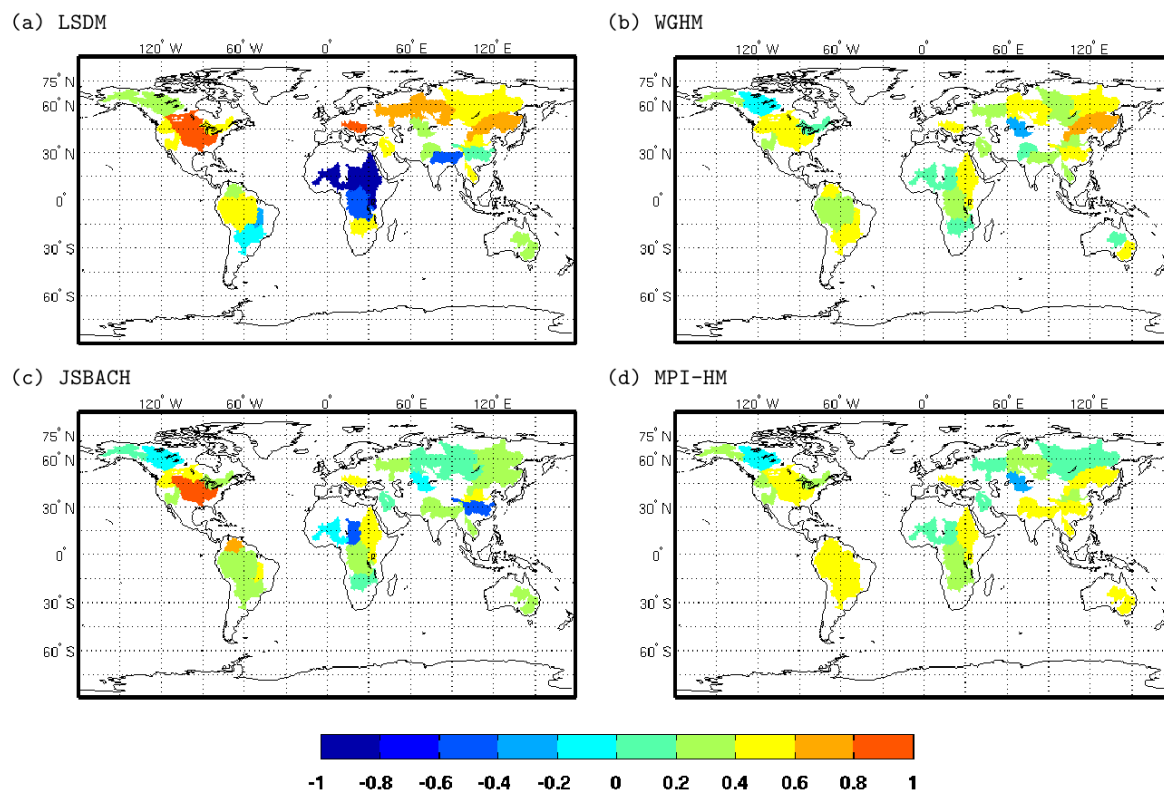 (a) LSDM
(b) WGHM
120° W 60° W 0° 60° E 120° E
120° W 60° W 0° 60° E 120° E
75° N
60° N
30° N
0°
30° S
60° S
75° N
60° N
30° N
0°
30° S
60° S
(c) JSBACH
(d) MPI-HM
120° W 60° W 0° 60° E 120° E
120° W 60° W 0° 60° E 120° E
75° N
60° N
30° N
0°
30° S
60° S
75° N
60° N
30° N
0°
30° S
60° S
-1 -0.8 -0.6 -0.4 -0.2 0 0.2 0.4 0.6 0.8 1